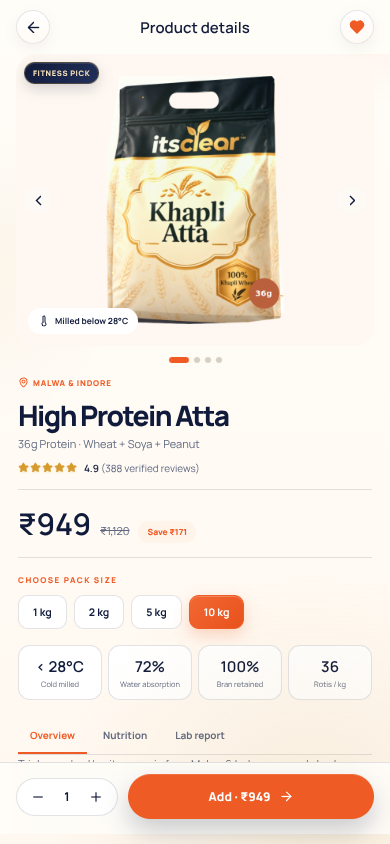 Product details
FITNESS PICK
itsclear
Khapli
Atta
100%
Khapli Wheat
36g
Milled below 28°C
MALWA & INDORE
High Protein Atta
36g Protein · Wheat + Soya + Peanut
4.9 (388 verified reviews)
₹949 ₹1,120 Save ₹171
CHOOSE PACK SIZE
1 kg 2 kg 5 kg 10 kg
< 28°C 72% 100% 36
Cold milled Water absorption Bran retained Rotis / kg
Overview Nutrition Lab report
1 Add · ₹949